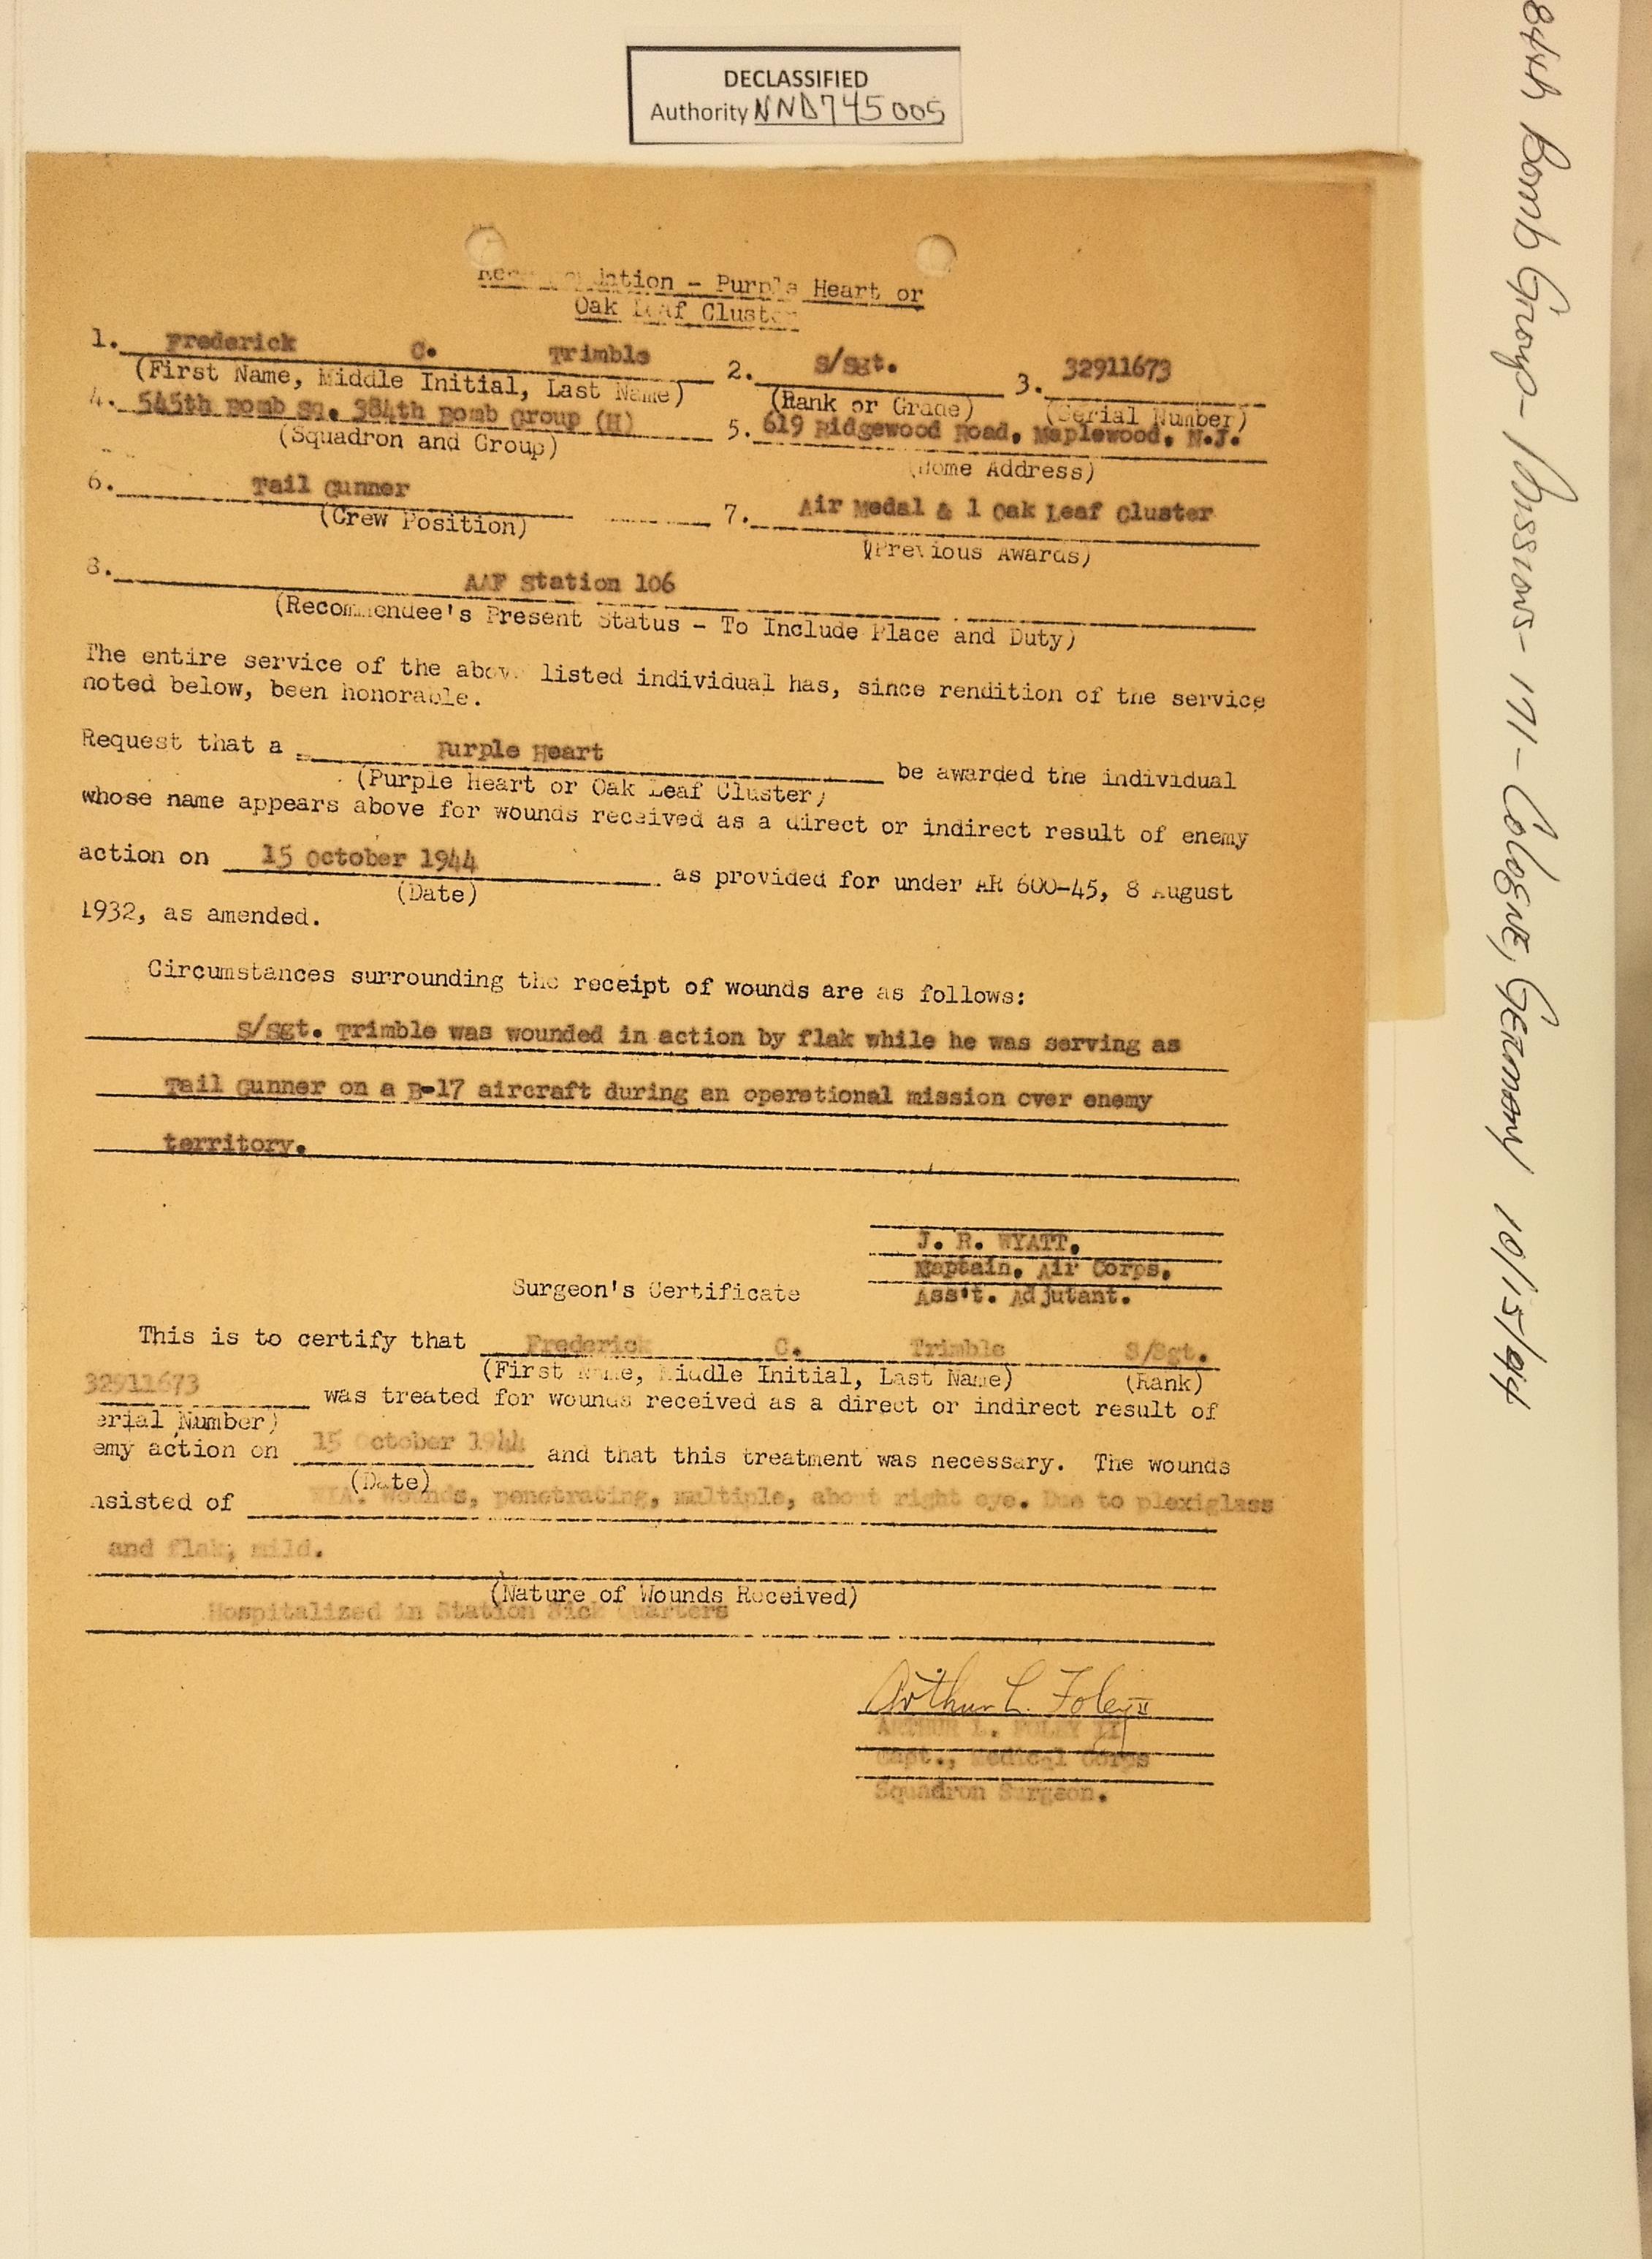 DECLASSIFIED
Authority NND745005
Recommendation - Purple Heart or
Oak Leaf Cluster
1. Frederick C. Trimble 2. S/Sgt. 3. 32911673
(First Name, Middle Initial, Last Name) (Rank or Grade) (Serial Number)
4. 545th Bomb Sq. 384th Bomb Group (H) 5. 619 Ridgewood Road, Maplewood, N.J.
(Squadron and Group) (Home Address)
6. Tail Gunner 7. Air Medal & 1 Oak Leaf Cluster
(Crew Position) (Previous Awards)
8. AAF Station 106
(Recommendee's Present Status - To Include Place and Duty)
The entire service of the above listed individual has, since rendition of the service
noted below, been honorable.
Request that a Purple Heart be awarded the individual
(Purple Heart or Oak Leaf Cluster)
whose name appears above for wounds received as a direct or indirect result of enemy
action on 15 October 1944 as provided for under AR 600-45, 8 August
(Date)
1932, as amended.
Circumstances surrounding the receipt of wounds are as follows:
S/Sgt. Trimble was wounded in action by flak while he was serving as
Tail Gunner on a B-17 aircraft during an operational mission over enemy
territory.
J. R. WYATT,
Captain, Air Corps,
Ass't. Adjutant.
Surgeon's Certificate
This is to certify that Frederick C. Trimble S/Sgt.
(First Name, Middle Initial, Last Name) (Rank)
32911673 was treated for wounds received as a direct or indirect result of
erial Number)
emy action on 15 October 1944 and that this treatment was necessary. The wounds
(Date)
nsisted of WIA. Wounds, penetrating, multiple, about right eye. Due to plexiglass
and flak, mild.
(Nature of Wounds Received)
Hospitalized in Station Sick Quarters
Arthur L. Foley II
ARTHUR L. FOLEY II
Capt., Medical Corps
Squadron Surgeon.
84th Bomb Group - Missions - 171 - Cologne, Germany 10/15/44